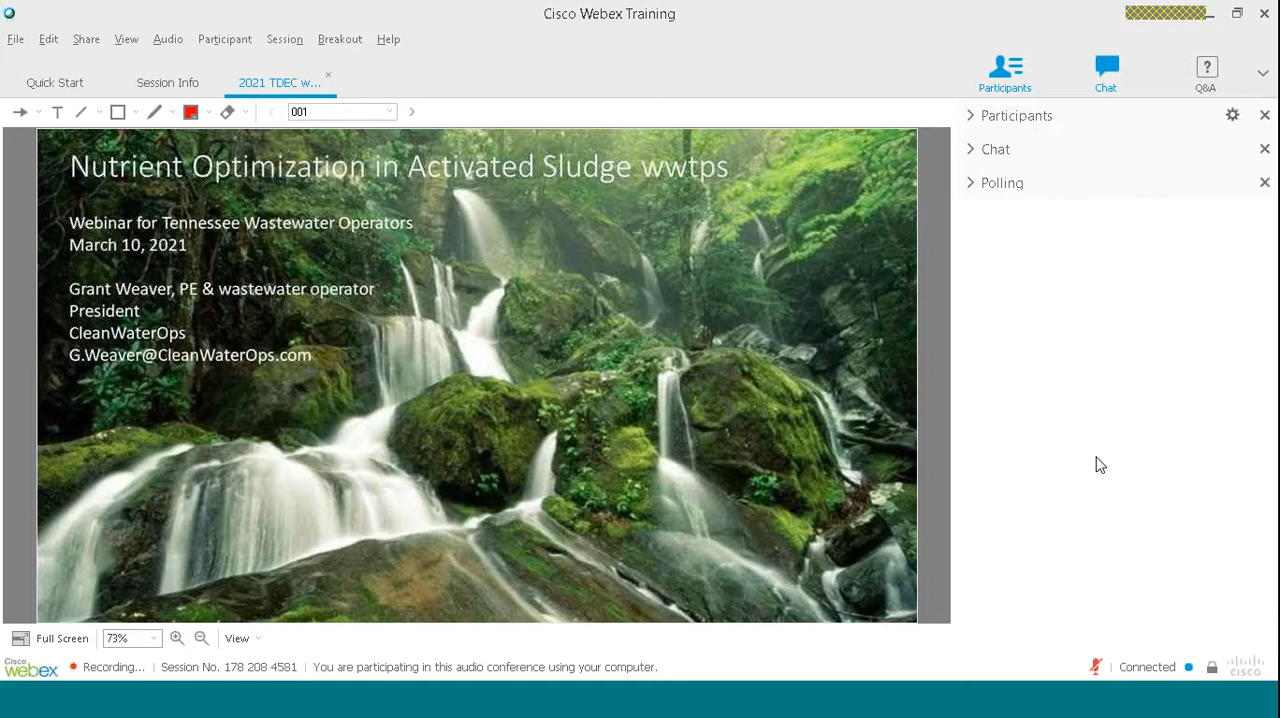 Cisco Webex Training
File Edit Share View Audio Participant Session Breakout Help
Quick Start Session Info 2021 TDEC w... ×
Participants Chat Q&A
T 001
Participants
Chat
Polling
Nutrient Optimization in Activated Sludge wwtps
Webinar for Tennessee Wastewater Operators
March 10, 2021
Grant Weaver, PE & wastewater operator
President
CleanWaterOps
G.Weaver@CleanWaterOps.com
Full Screen 73% View
Cisco webex Recording... Session No. 178 208 4581 You are participating in this audio conference using your computer. Connected cisco